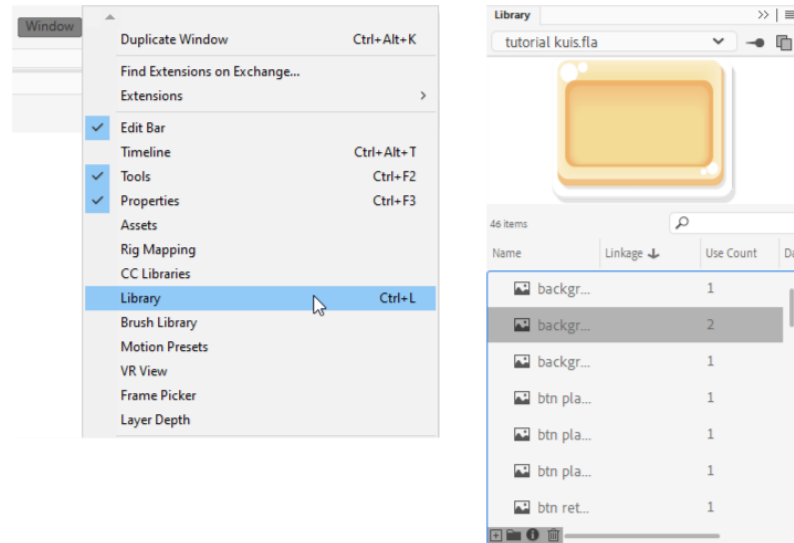 Window
Duplicate Window Ctrl+Alt+K
Find Extensions on Exchange...
Extensions
Edit Bar
Timeline Ctrl+Alt+T
Tools Ctrl+F2
Properties Ctrl+F3
Assets
Rig Mapping
CC Libraries
Library Ctrl+L
Brush Library
Motion Presets
VR View
Frame Picker
Layer Depth
Library
tutorial kuis.fla
46 items
Name Linkage Use Count Da
backgr... 1
backgr... 2
backgr... 1
btn pla... 1
btn pla... 1
btn pla... 1
btn ret... 1